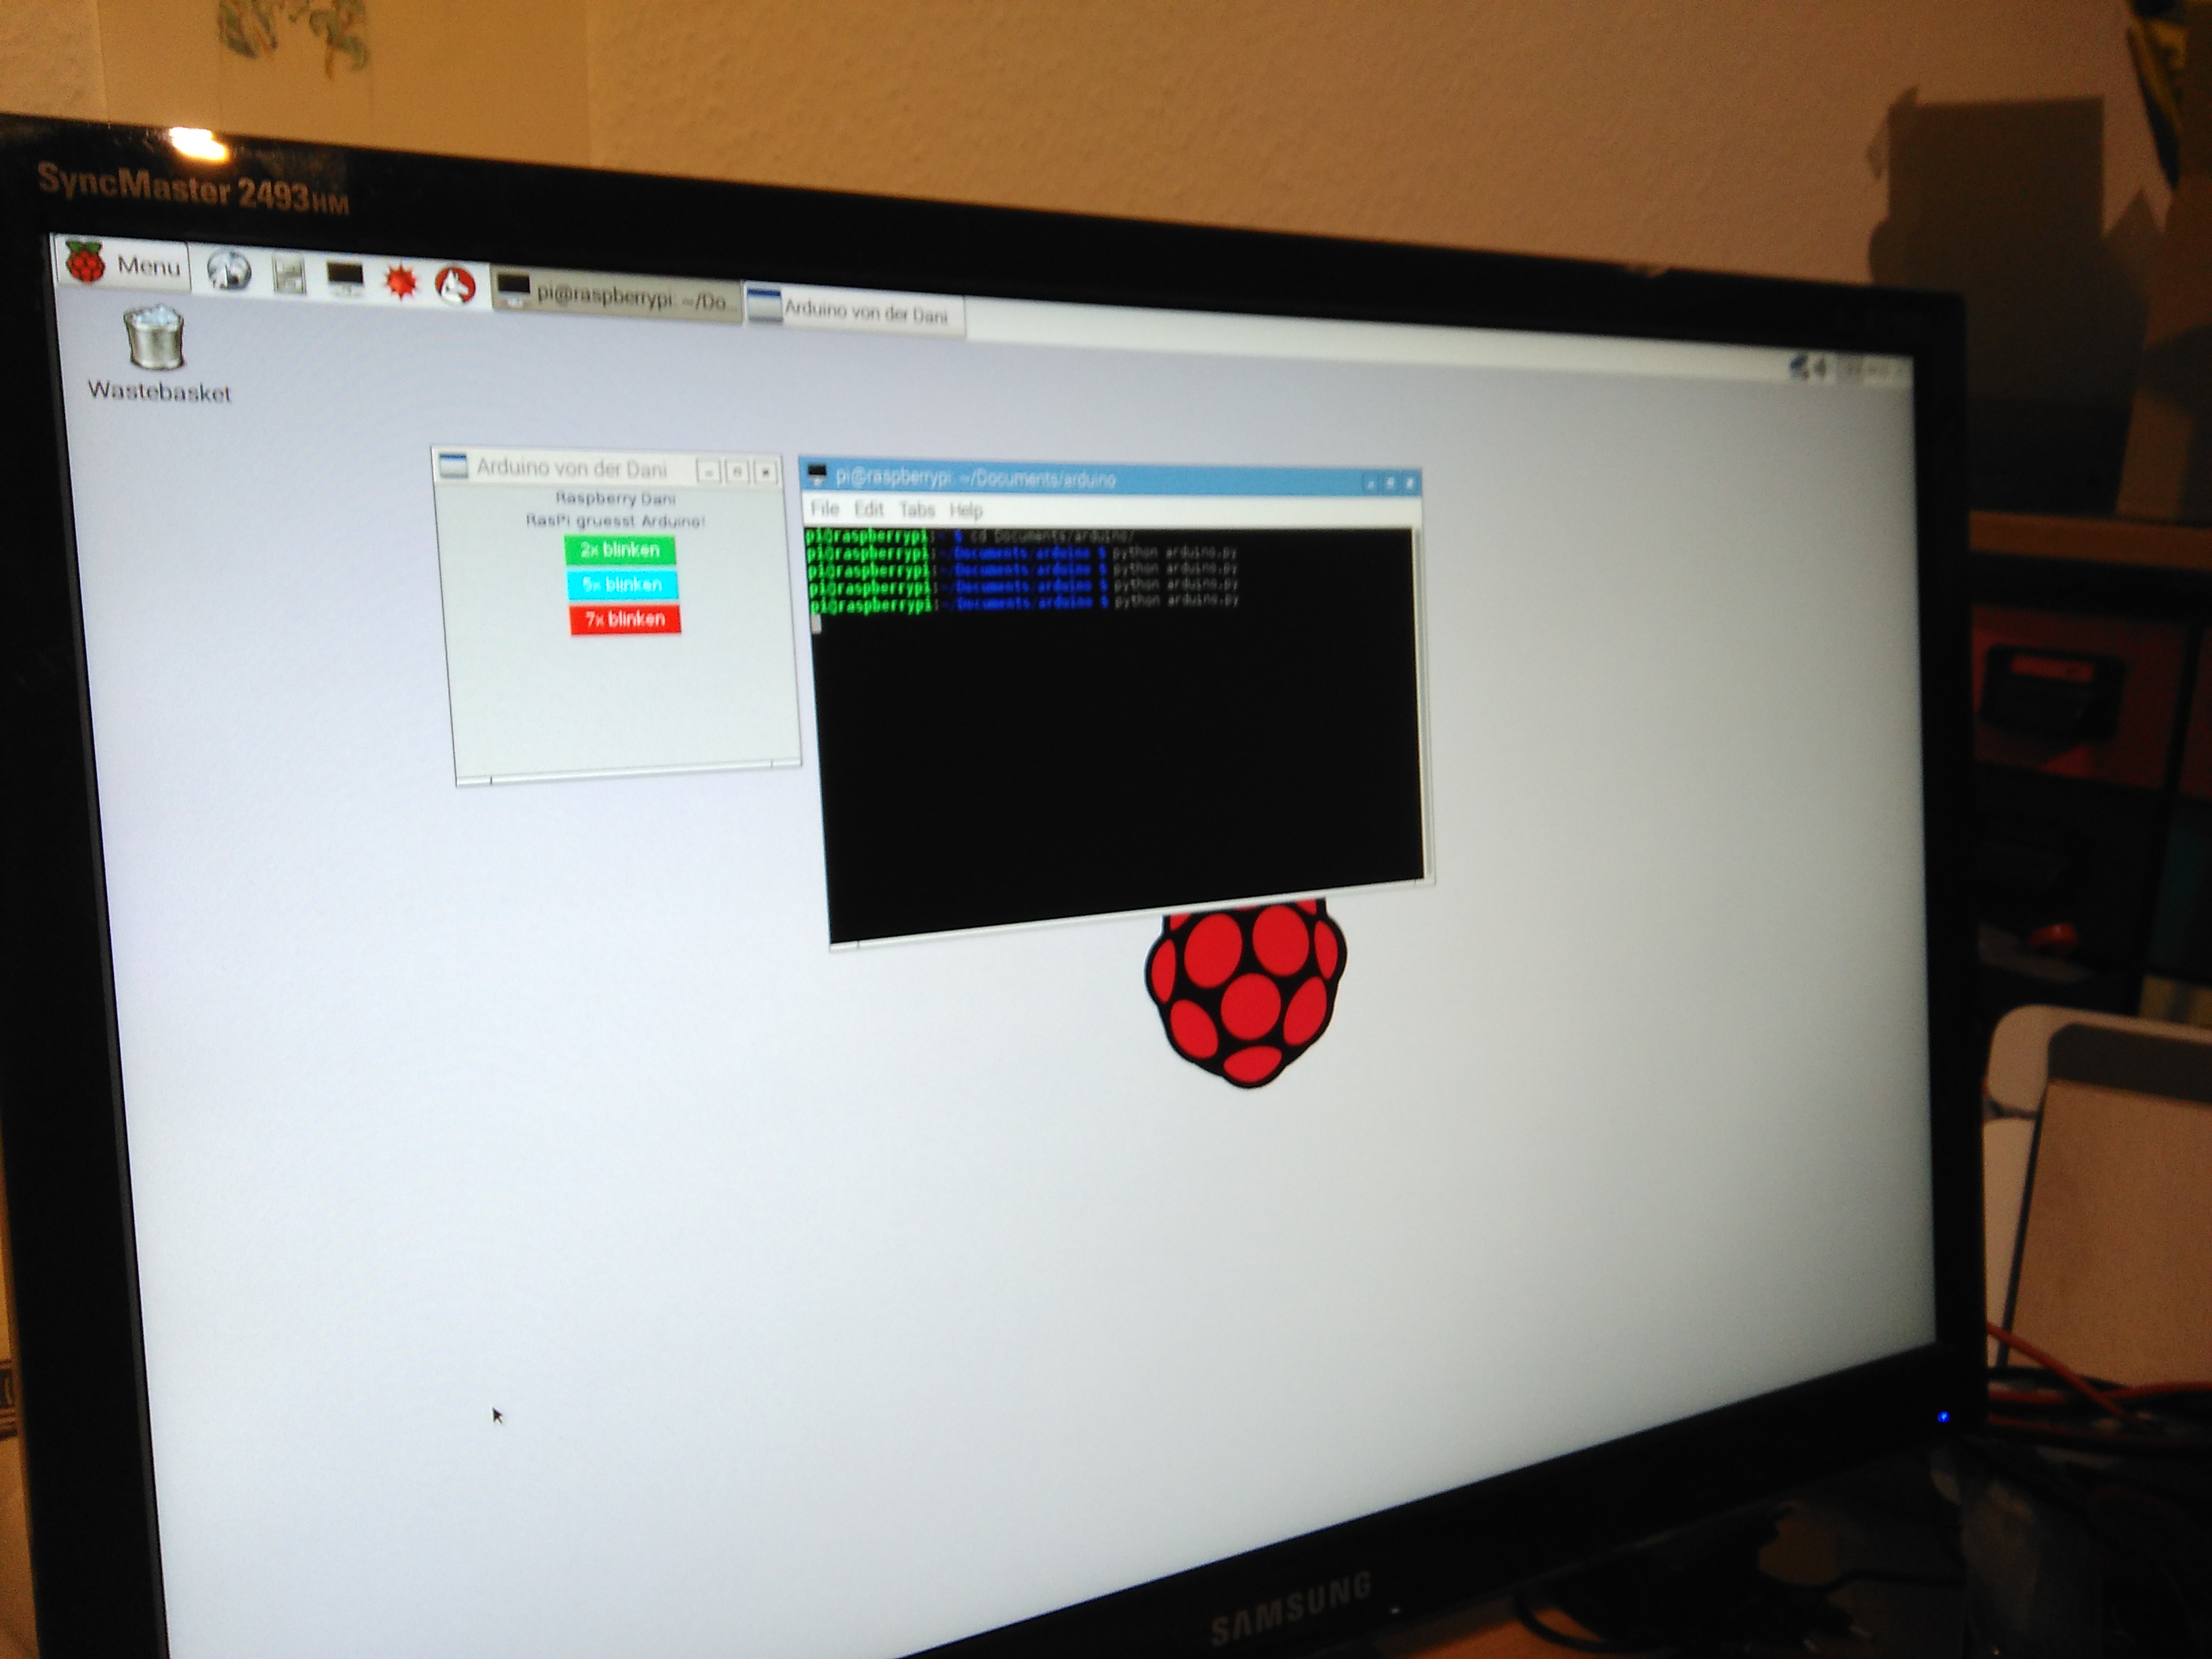 SyncMaster 2493HM
Menu
pi@raspberrypi: ~/Do...
Arduino von der Dani
Wastebasket
Arduino von der Dani
Raspberry Dani
RasPi gruesst Arduino!
2x blinken
5x blinken
7x blinken
pi@raspberrypi: ~/Documents/arduino
File Edit Tabs Help
pi@raspberrypi:~ $ cd Documents/arduino/
pi@raspberrypi:~/Documents/arduino $ python arduino.py
pi@raspberrypi:~/Documents/arduino $ python arduino.py
pi@raspberrypi:~/Documents/arduino $ python arduino.py
pi@raspberrypi:~/Documents/arduino $ python arduino.py
SAMSUNG